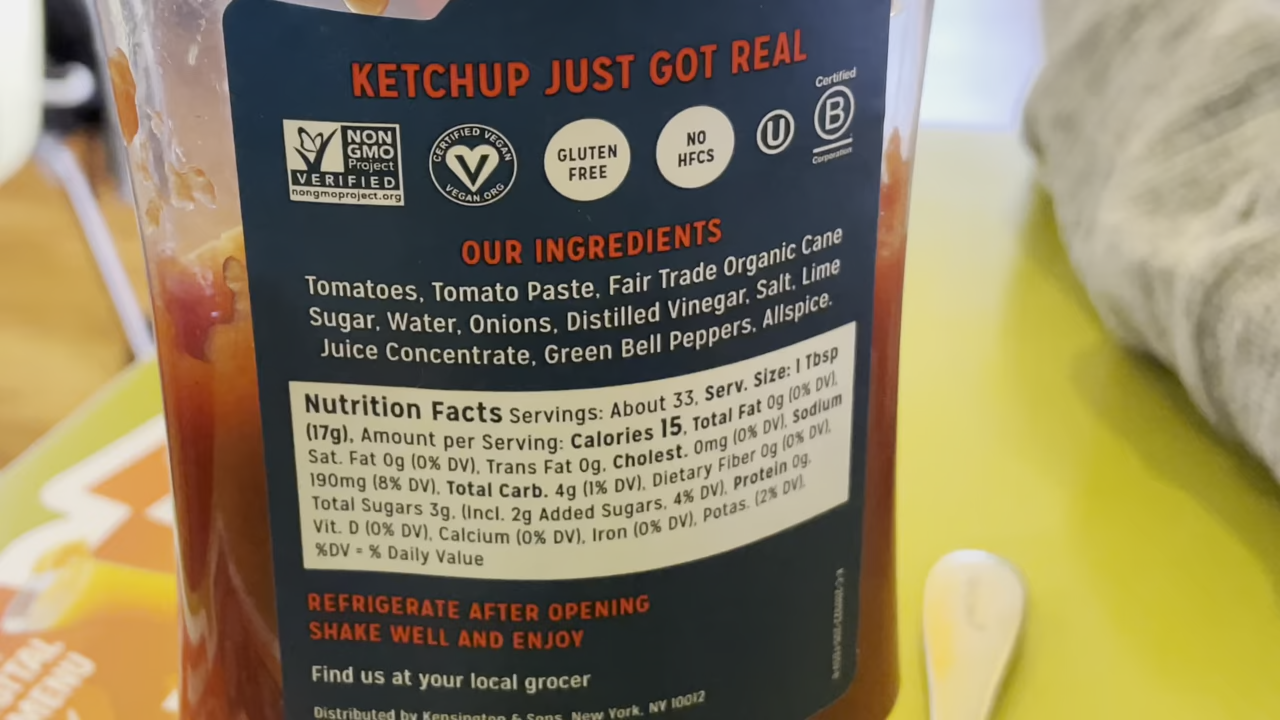 KETCHUP JUST GOT REAL
NON
GMO
Project
VERIFIED
nongmoproject.org
CERTIFIED VEGAN
V
VEGAN.ORG
GLUTEN
FREE
NO
HFCS
U
Certified
B
Corporation
OUR INGREDIENTS
Tomatoes, Tomato Paste, Fair Trade Organic Cane
Sugar, Water, Onions, Distilled Vinegar, Salt, Lime
Juice Concentrate, Green Bell Peppers, Allspice.
Nutrition Facts Servings: About 33, Serv. Size: 1 Tbsp
(17g), Amount per Serving: Calories 15, Total Fat 0g (0% DV),
Sat. Fat 0g (0% DV), Trans Fat 0g, Cholest. 0mg (0% DV), Sodium
190mg (8% DV), Total Carb. 4g (1% DV), Dietary Fiber 0g (0% DV),
Total Sugars 3g, (Incl. 2g Added Sugars, 4% DV), Protein 0g,
Vit. D (0% DV), Calcium (0% DV), Iron (0% DV), Potas. (2% DV),
%DV = % Daily Value
REFRIGERATE AFTER OPENING
SHAKE WELL AND ENJOY
Find us at your local grocer
Distributed by Kensington & Sons, New York, NY 10012
MENU